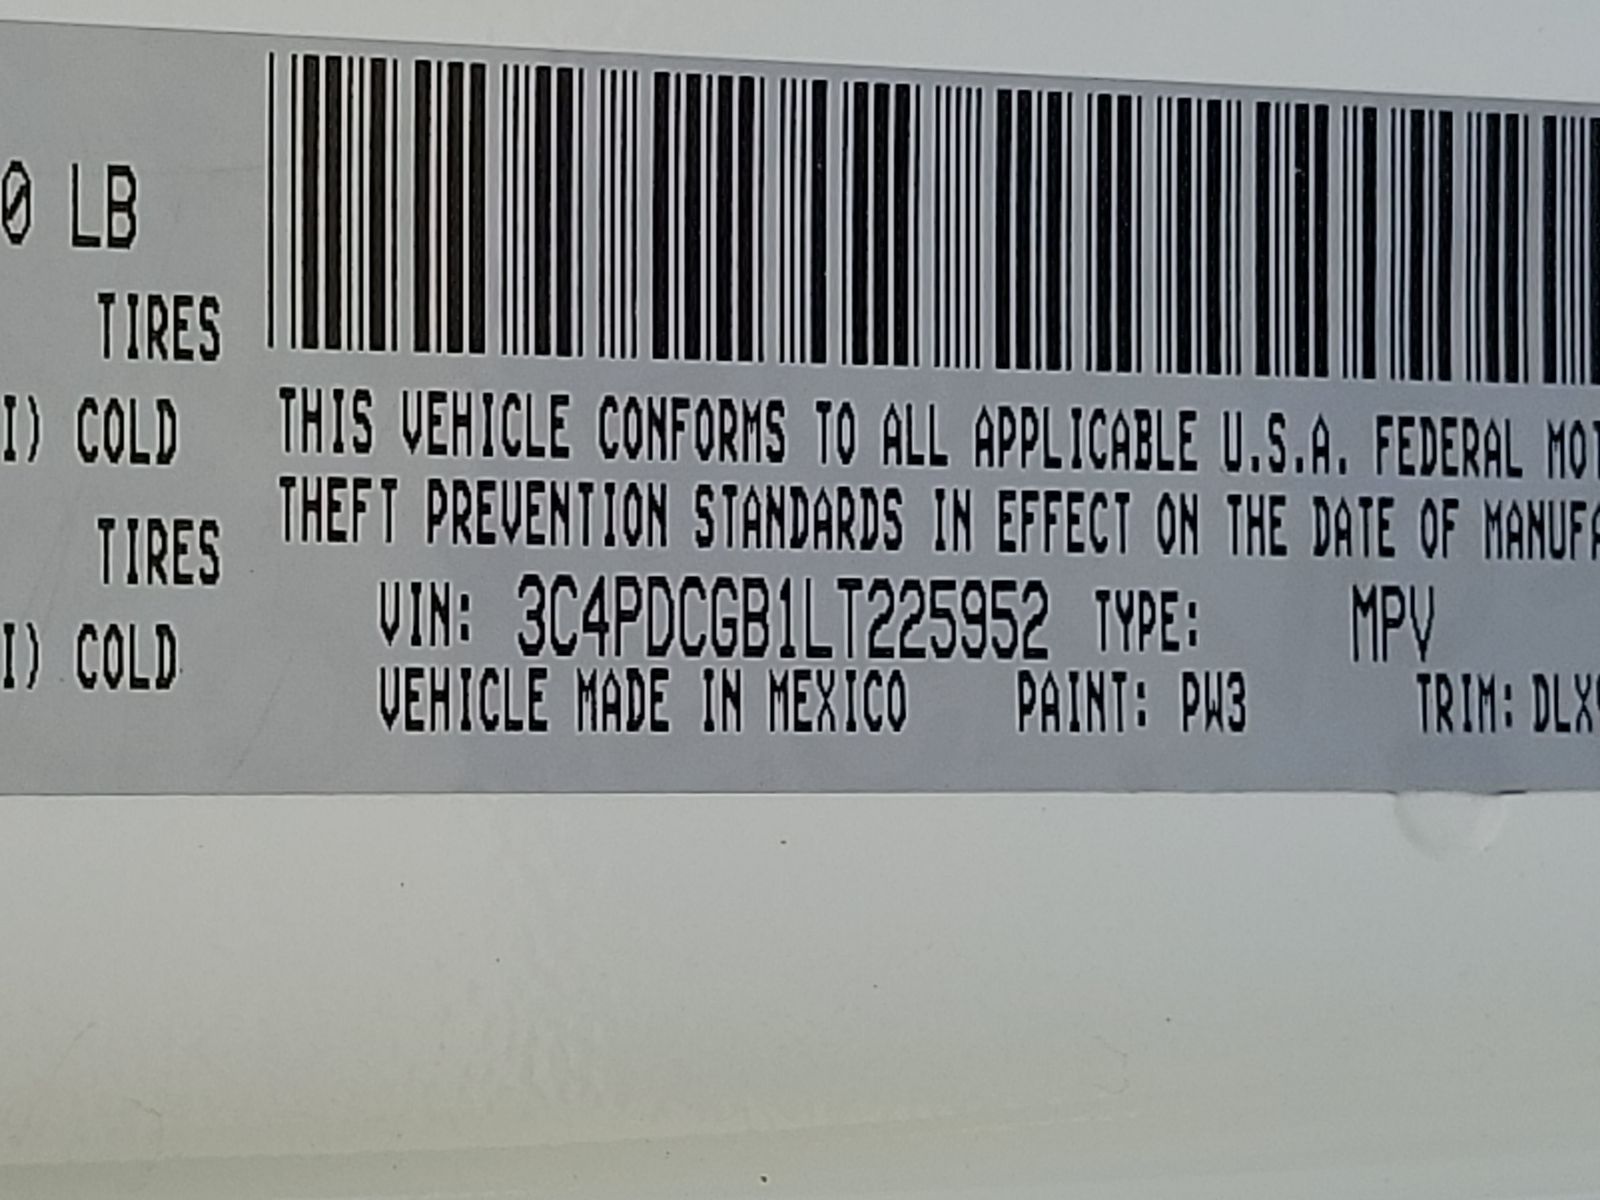 0 LB
TIRES
I) COLD
TIRES
I) COLD
THIS VEHICLE CONFORMS TO ALL APPLICABLE U.S.A. FEDERAL MOT
THEFT PREVENTION STANDARDS IN EFFECT ON THE DATE OF MANUFA
VIN: 3C4PDCGB1LT225952 TYPE: MPV
VEHICLE MADE IN MEXICO PAINT: PW3 TRIM: DLX